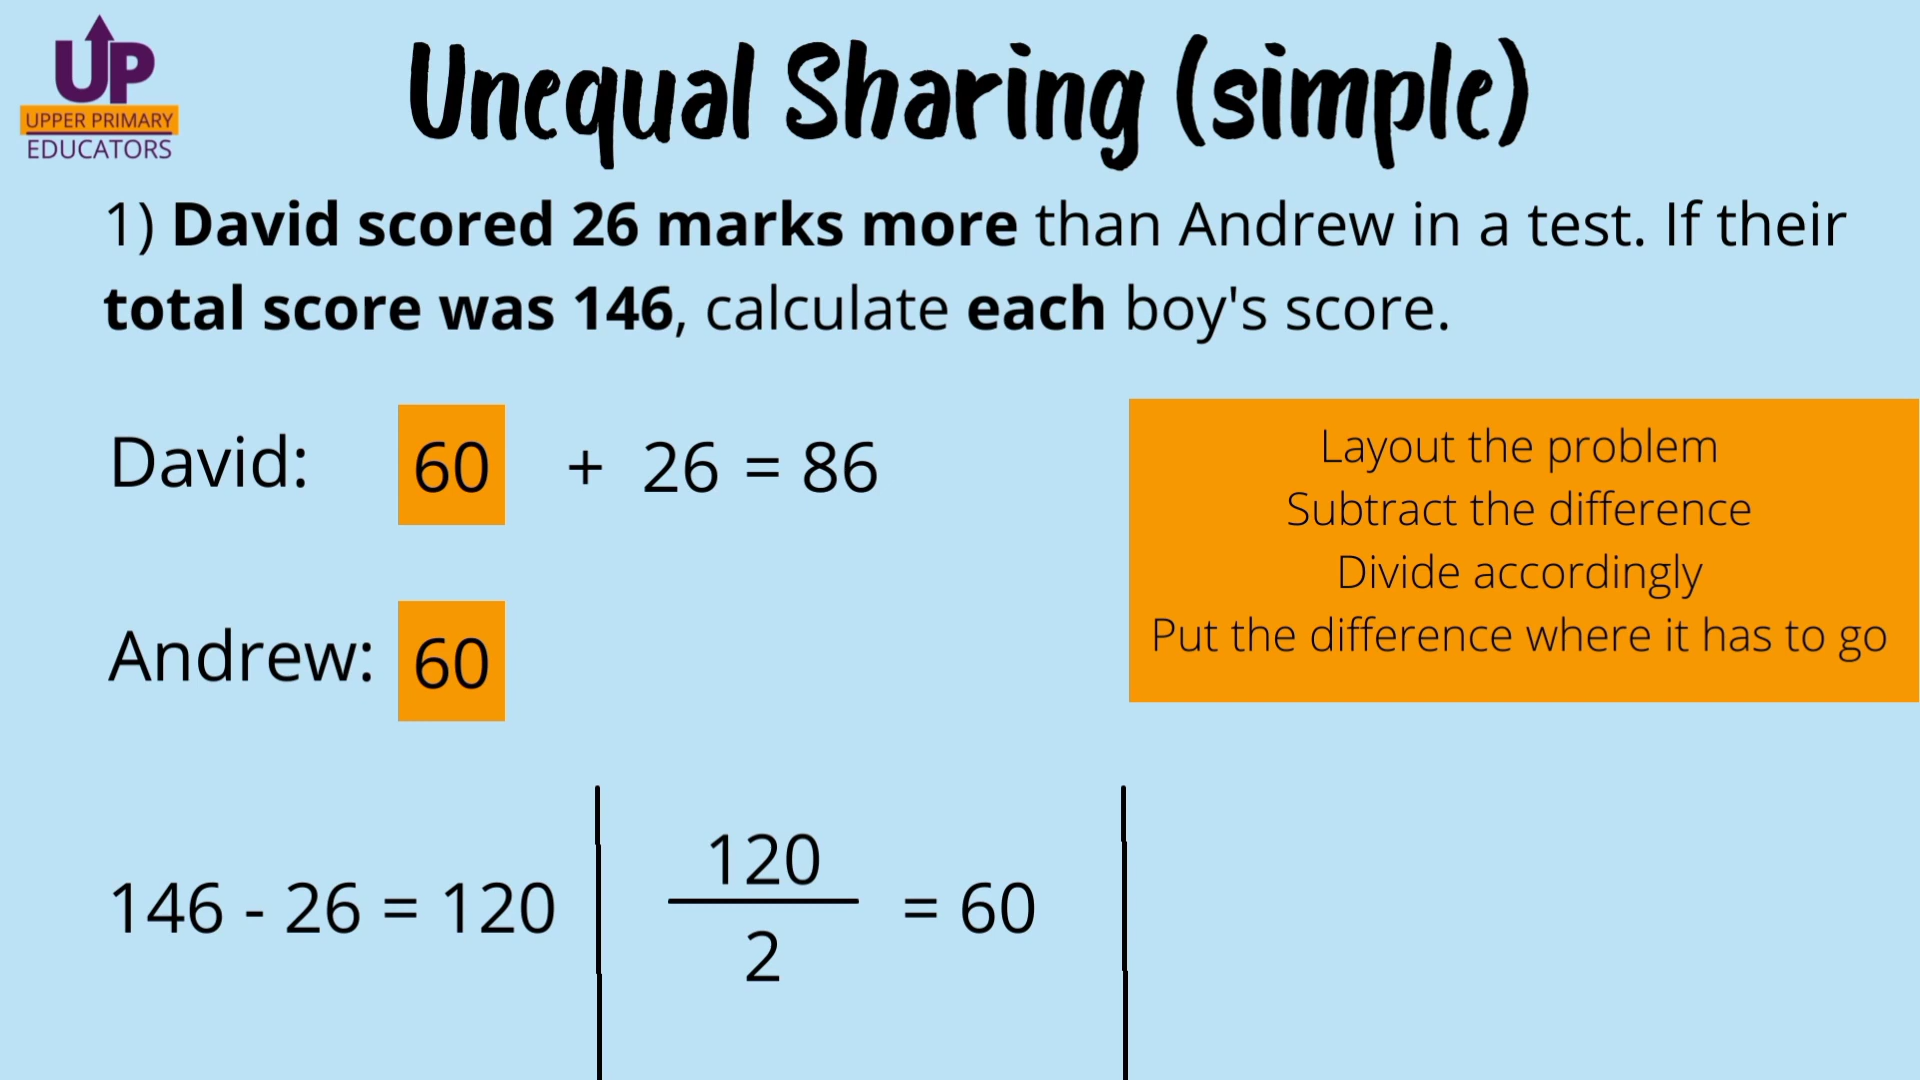 UP
UPPER PRIMARY
EDUCATORS
Unequal Sharing (simple)
1) David scored 26 marks more than Andrew in a test. If their
total score was 146, calculate each boy's score.
David: 60 + 26 = 86
Andrew: 60
Layout the problem
Subtract the difference
Divide accordingly
Put the difference where it has to go
146 - 26 = 120
120
= 60
2